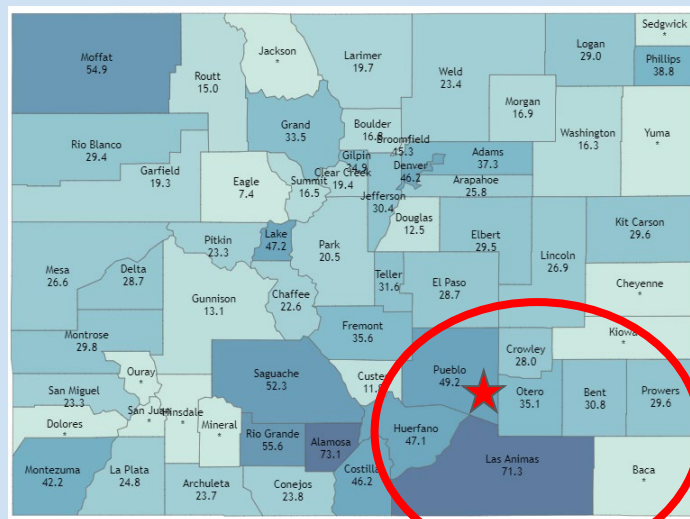 Sedgwick
*
Moffat
54.9
Jackson
*
Larimer
19.7
Logan
29.0
Phillips
38.8
Routt
15.0
Weld
23.4
Morgan
16.9
Grand
33.5
Boulder
16.8
Broomfield
15.3
Washington
16.3
Yuma
*
Rio Blanco
29.4
Garfield
19.3
Gilpin
Adams
37.3
Denver
46.2
Clear Creek
19.4
Eagle
7.4
Summit
16.5
Arapahoe
25.8
Jefferson
30.4
Douglas
12.5
Kit Carson
29.6
Elbert
29.5
Pitkin
23.3
Lake
47.2
Park
20.5
Lincoln
26.9
Mesa
26.6
Delta
28.7
Teller
31.6
El Paso
28.7
Cheyenne
*
Chaffee
22.6
Gunnison
13.1
Fremont
35.6
Kiowa
*
Montrose
29.8
Crowley
28.0
Ouray
*
Saguache
52.3
Custer
Pueblo
49.2
San Miguel
23.3
Otero
35.1
Bent
30.8
Prowers
29.6
San Juan
*
Hinsdale
*
Dolores
*
Mineral
*
Rio Grande
55.6
Alamosa
73.1
Huerfano
47.1
Las Animas
71.3
Montezuma
42.2
La Plata
24.8
Archuleta
23.7
Conejos
23.8
Costilla
46.2
Baca
*